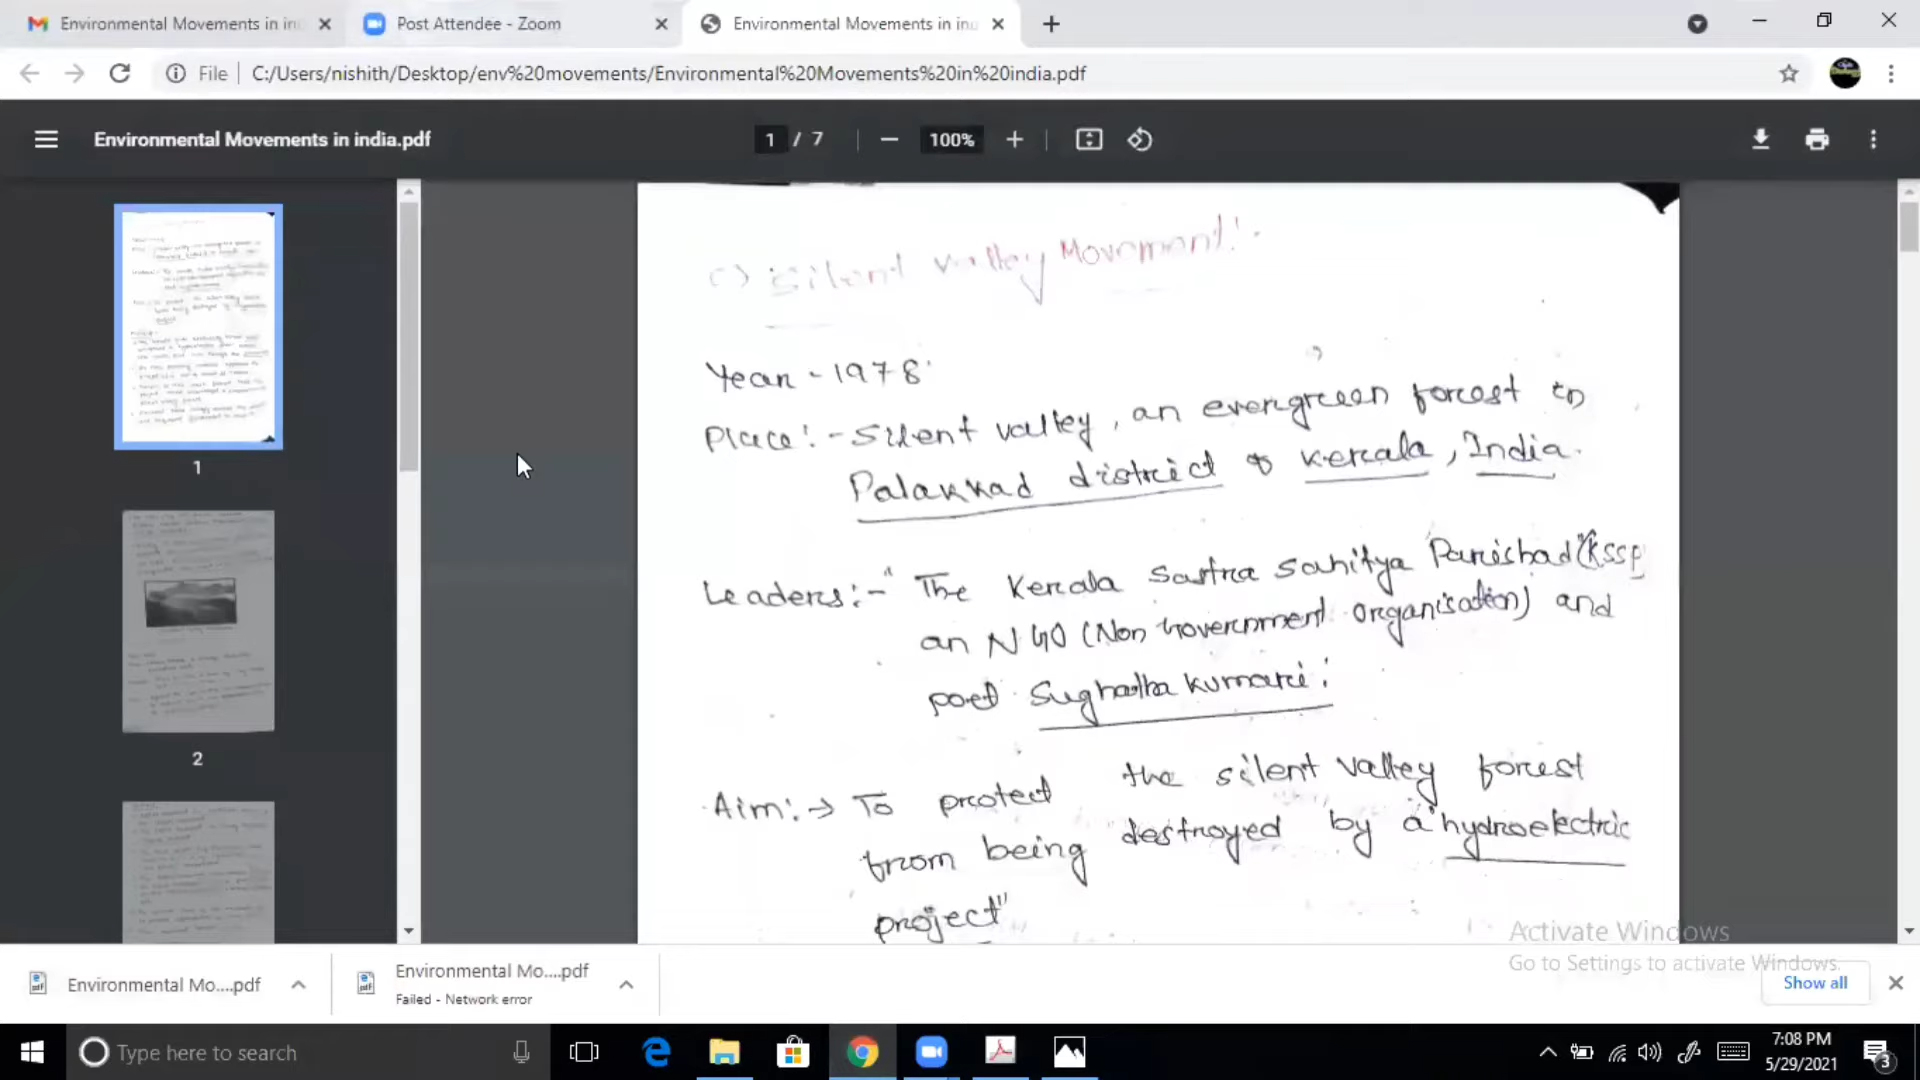 Environmental Movements in in
Post Attendee - Zoom
Environmental Movements in in
File
C:/Users/nishith/Desktop/env%20movements/Environmental%20Movements%20in%20india.pdf
Environmental Movements in india.pdf
1 / 7
100%
1
2
c) Silent Valley Movement:-
Year - 1978
Place:- Silent valley, an evergreen forest in
Palakkad district of Kerala, India.
Leaders:- "The Kerala Sastra Sahitya Parishad (KSSP
an NGO (Non Government organisation) and
poet Sughatha Kumari:
Aim:→ To protect the silent valley forest
from being destroyed by a "hydroelectric
project"
Activate Windows
Go to Settings to activate Windows.
Environmental Mo....pdf
Environmental Mo....pdf
Failed - Network error
Show all
Type here to search
7:08 PM
5/29/2021
3